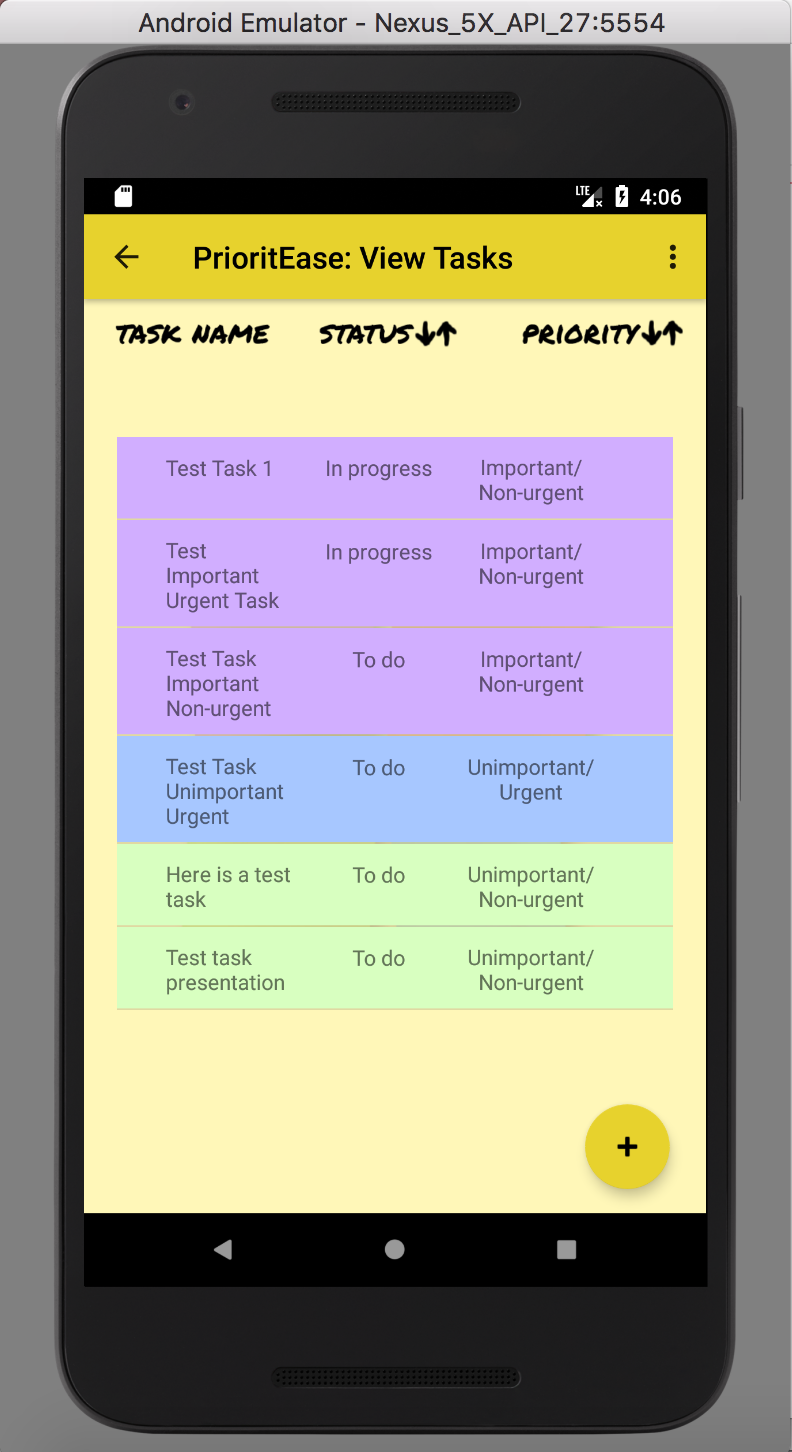 Android Emulator - Nexus_5X_API_27:5554
LTE 4:06
PrioritEase: View Tasks
TASK NAME STATUS↓↑ PRIORITY↓↑
Test Task 1 In progress Important/
Non-urgent
Test In progress Important/
Important Non-urgent
Urgent Task
Test Task To do Important/
Important Non-urgent
Non-urgent
Test Task To do Unimportant/
Unimportant Urgent
Urgent
Here is a test To do Unimportant/
task Non-urgent
Test task To do Unimportant/
presentation Non-urgent
+